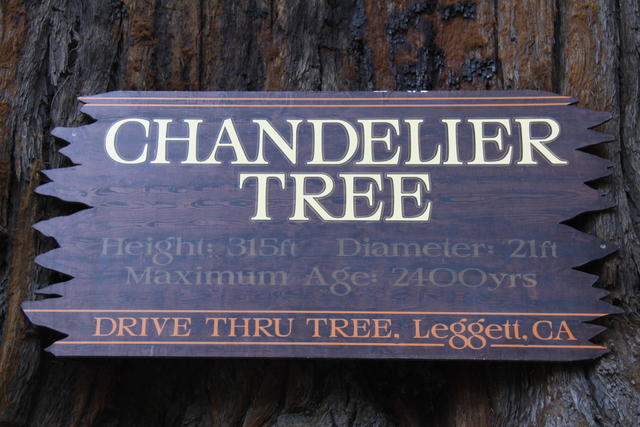 CHANDELIER
TREE
Height: 315ft Diameter: 21ft
Maximum Age: 2400yrs
DRIVE THRU TREE, Leggett, CA